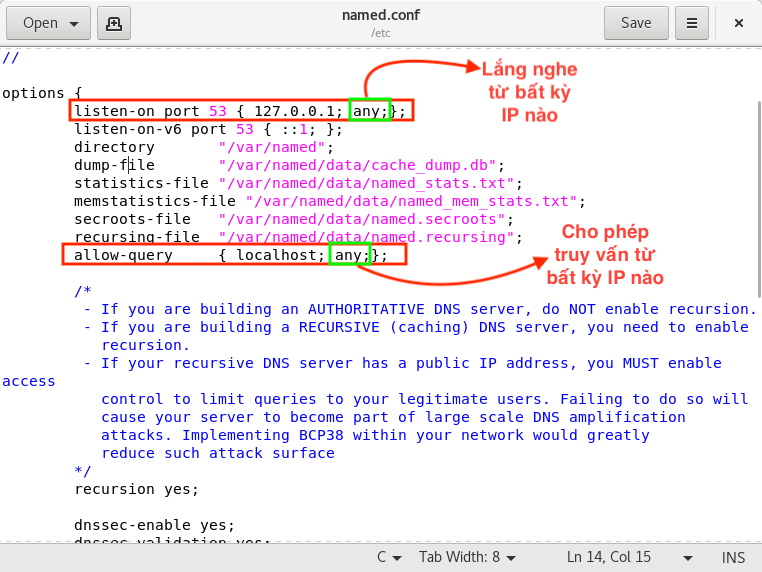 Open
named.conf
/etc
Save
//
options {
listen-on port 53 { 127.0.0.1; any;};
Lắng nghe
từ bất kỳ
IP nào
listen-on-v6 port 53 { ::1; };
directory "/var/named";
dump-file "/var/named/data/cache_dump.db";
statistics-file "/var/named/data/named_stats.txt";
memstatistics-file "/var/named/data/named_mem_stats.txt";
secroots-file "/var/named/data/named.secroots";
recursing-file "/var/named/data/named.recursing";
allow-query { localhost; any;};
Cho phép
truy vấn từ
bất kỳ IP nào
/*
- If you are building an AUTHORITATIVE DNS server, do NOT enable recursion.
- If you are building a RECURSIVE (caching) DNS server, you need to enable
recursion.
- If your recursive DNS server has a public IP address, you MUST enable
access
control to limit queries to your legitimate users. Failing to do so will
cause your server to become part of large scale DNS amplification
attacks. Implementing BCP38 within your network would greatly
reduce such attack surface
*/
recursion yes;
dnssec-enable yes;
dnssec-validation yes;
C
Tab Width: 8
Ln 14, Col 15
INS